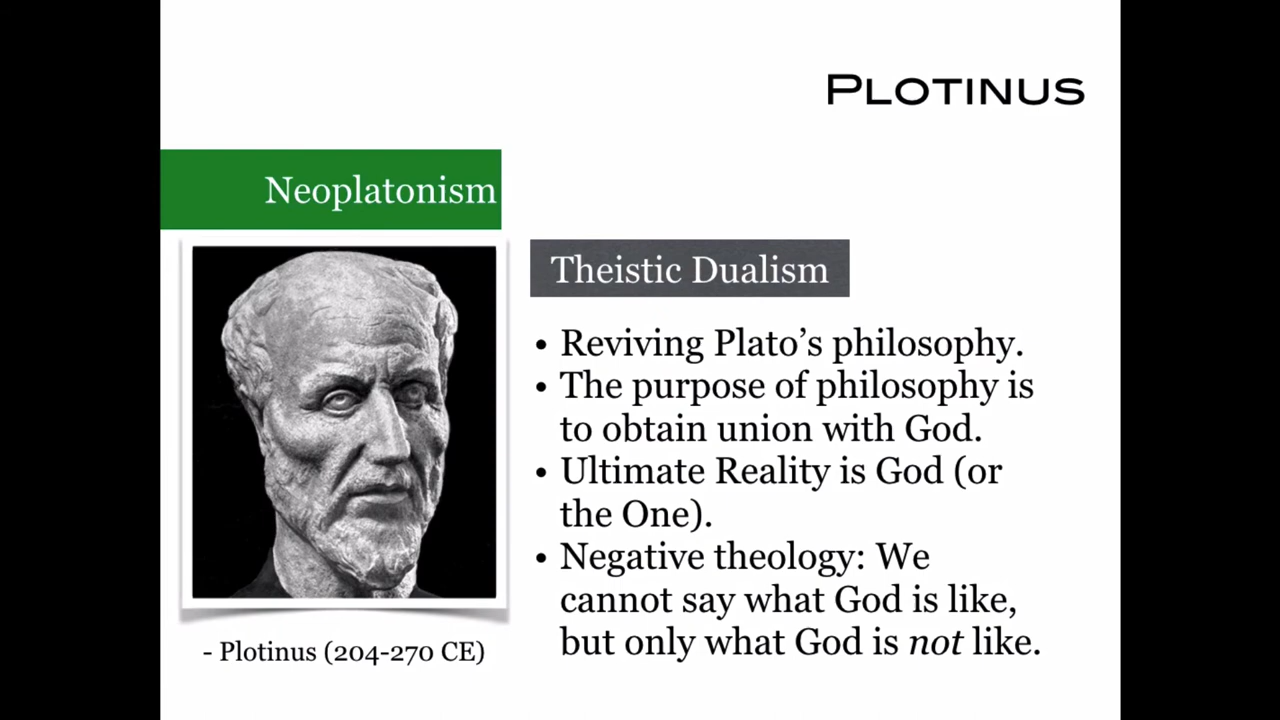 PLOTINUS
Neoplatonism
Theistic Dualism
• Reviving Plato’s philosophy.
• The purpose of philosophy is
to obtain union with God.
• Ultimate Reality is God (or
the One).
• Negative theology: We
cannot say what God is like,
but only what God is not like.
- Plotinus (204-270 CE)